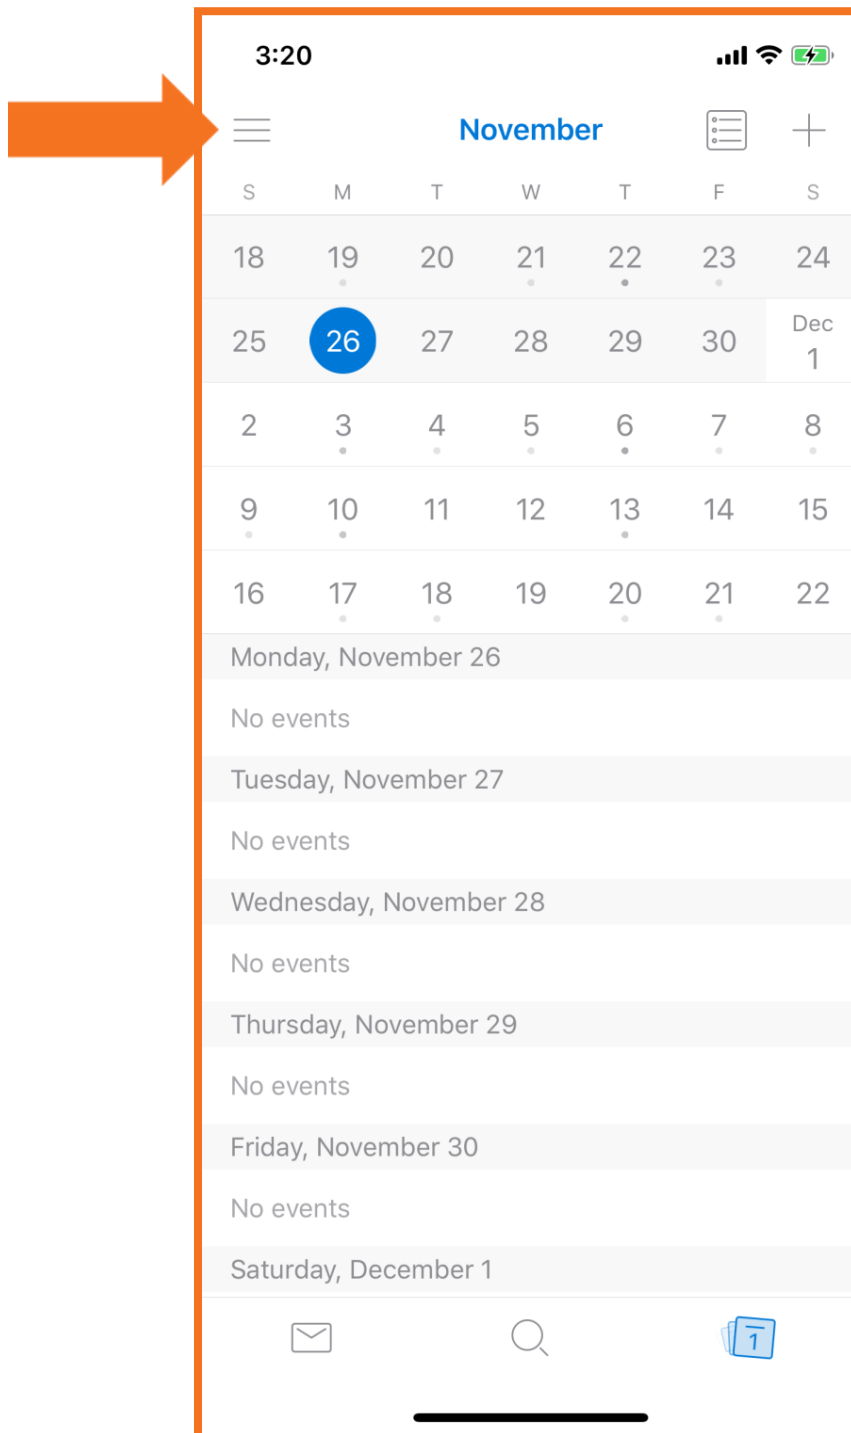 3:20
November
S M T W T F S
18 19 20 21 22 23 24
25 26 27 28 29 30 Dec 1
2 3 4 5 6 7 8
9 10 11 12 13 14 15
16 17 18 19 20 21 22
Monday, November 26
No events
Tuesday, November 27
No events
Wednesday, November 28
No events
Thursday, November 29
No events
Friday, November 30
No events
Saturday, December 1
1